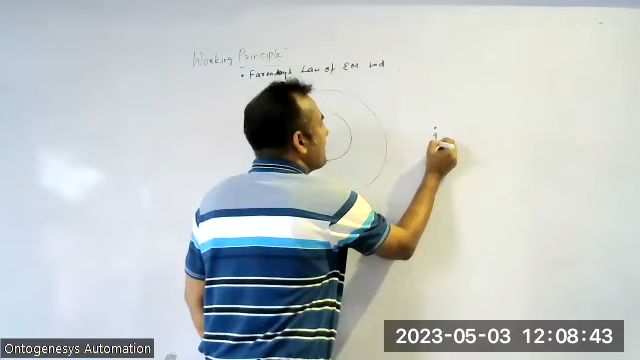 Working Principle
• Faraday's Law of EM Ind
2023-05-03 12:08:43
Ontogenesys Automation